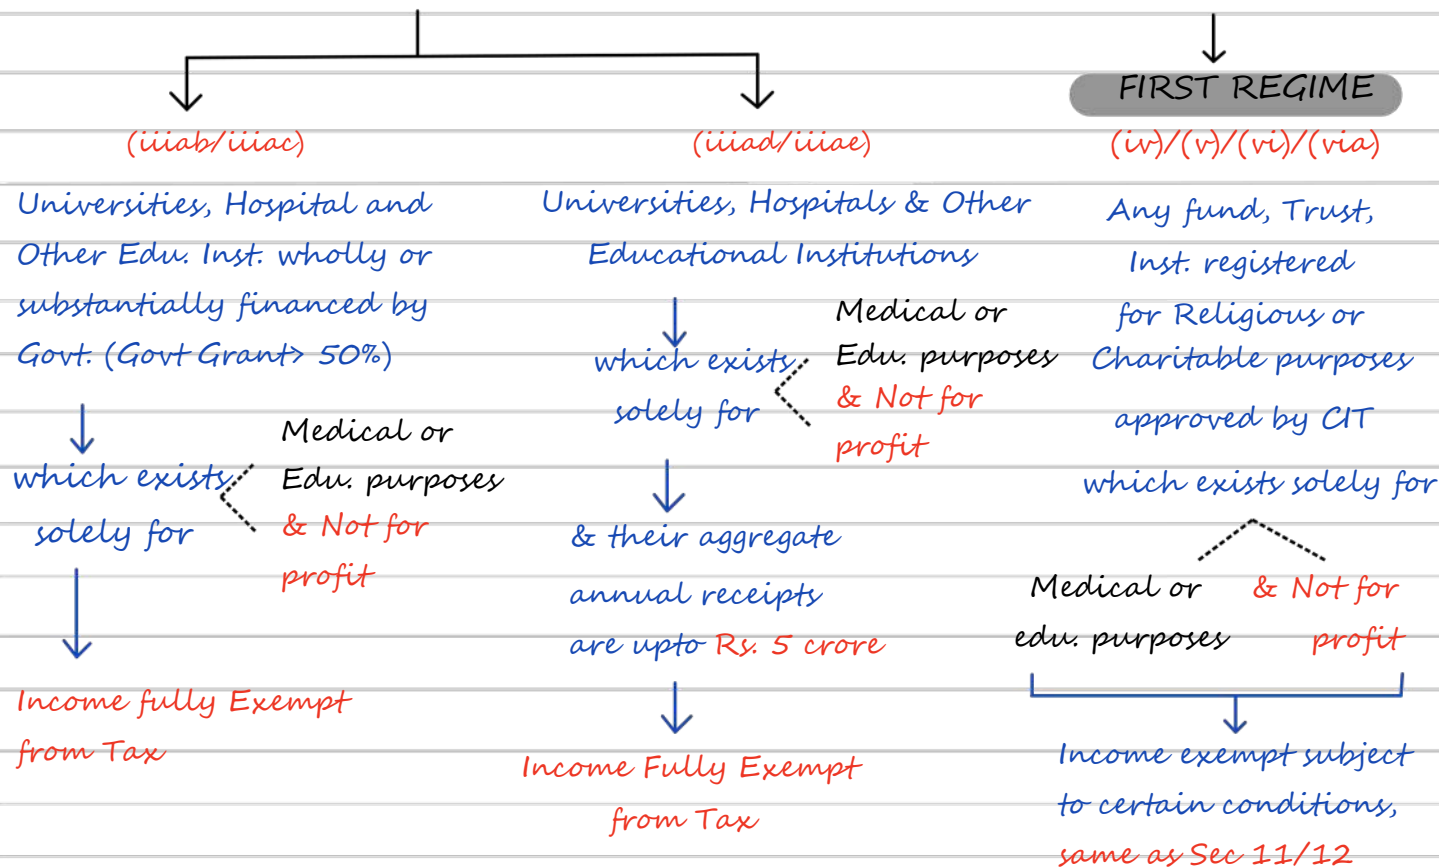 (iiiab/iiiac)
Universities, Hospital and
Other Edu. Inst. wholly or
substantially financed by
Govt. (Govt Grant> 50%)
which exists
solely for
Medical or
Edu. purposes
& Not for
profit
Income fully Exempt
from Tax
(iiiad/iiiae)
Universities, Hospitals & Other
Educational Institutions
which exists
solely for
Medical or
Edu. purposes
& Not for
profit
& their aggregate
annual receipts
are upto Rs. 5 crore
Income Fully Exempt
from Tax
FIRST REGIME
(iv)/(v)/(vi)/(via)
Any fund, Trust,
Inst. registered
for Religious or
Charitable purposes
approved by CIT
which exists solely for
Medical or
edu. purposes
& Not for
profit
Income exempt subject
to certain conditions,
same as Sec 11/12